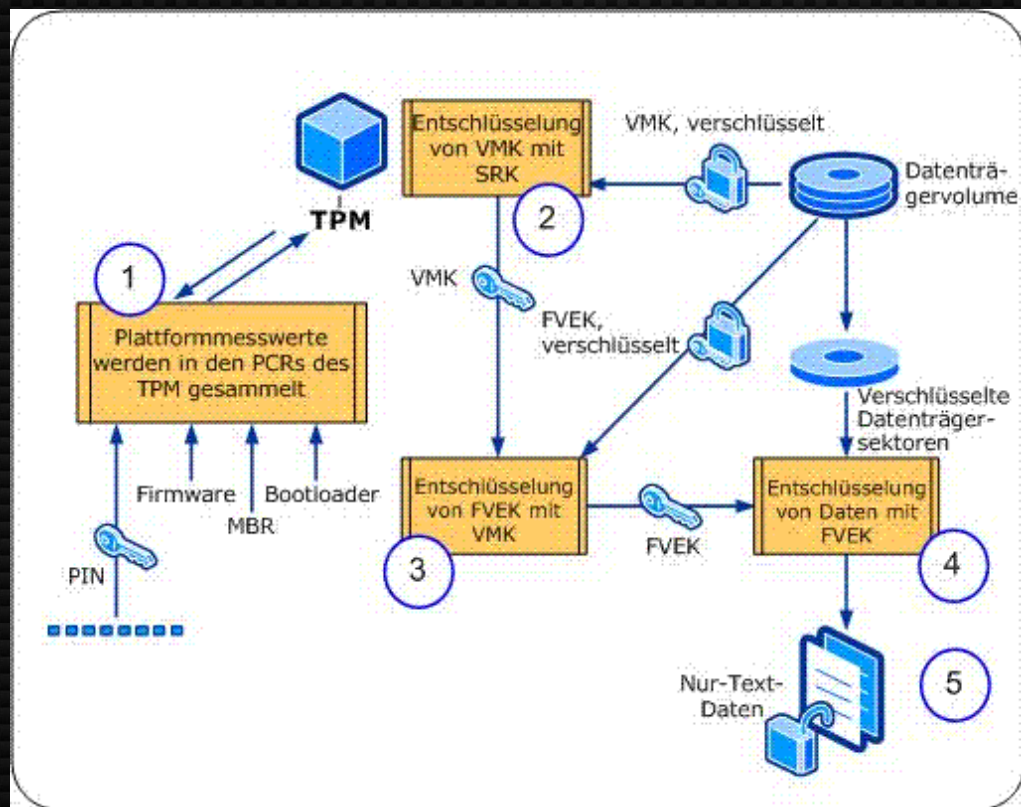 Entschlüsselung
von VMK mit
SRK
VMK, verschlüsselt
Datenträ-
gervolume
TPM
2
1
VMK
Plattformmesswerte
werden in den PCRs des
TPM gesammelt
FVEK,
verschlüsselt
Verschlüsselte
Datenträger-
sektoren
Firmware
Bootloader
MBR
PIN
Entschlüsselung
von FVEK mit
VMK
3
FVEK
Entschlüsselung
von Daten mit
FVEK
4
Nur-Text-
Daten
5